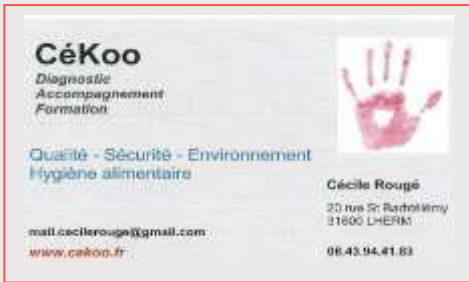 CéKoo
Diagnostic
Accompagnement
Formation
Qualité - Sécurité - Environnement
Hygiène alimentaire
Cécile Rougé
20 rue St Barthélémy
31600 LHERM
mail.cecilerouge@gmail.com
www.cekoo.fr
06.43.94.41.83